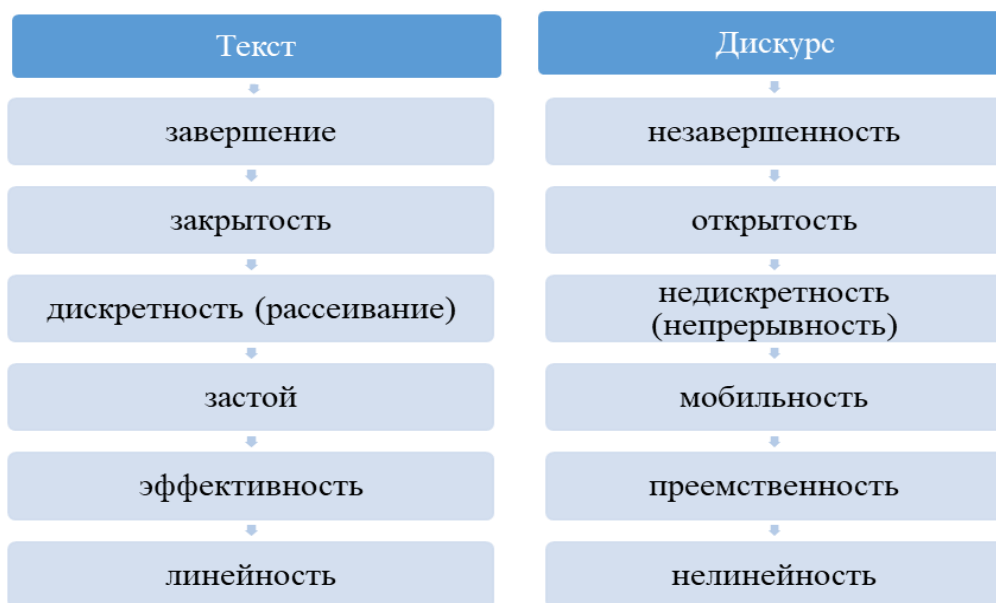 Текст
завершение
закрытость
дискретность (рассеивание)
застой
эффективность
линейность
Дискурс
незавершенность
открытость
недискретность
(непрерывность)
мобильность
преемственность
нелинейность